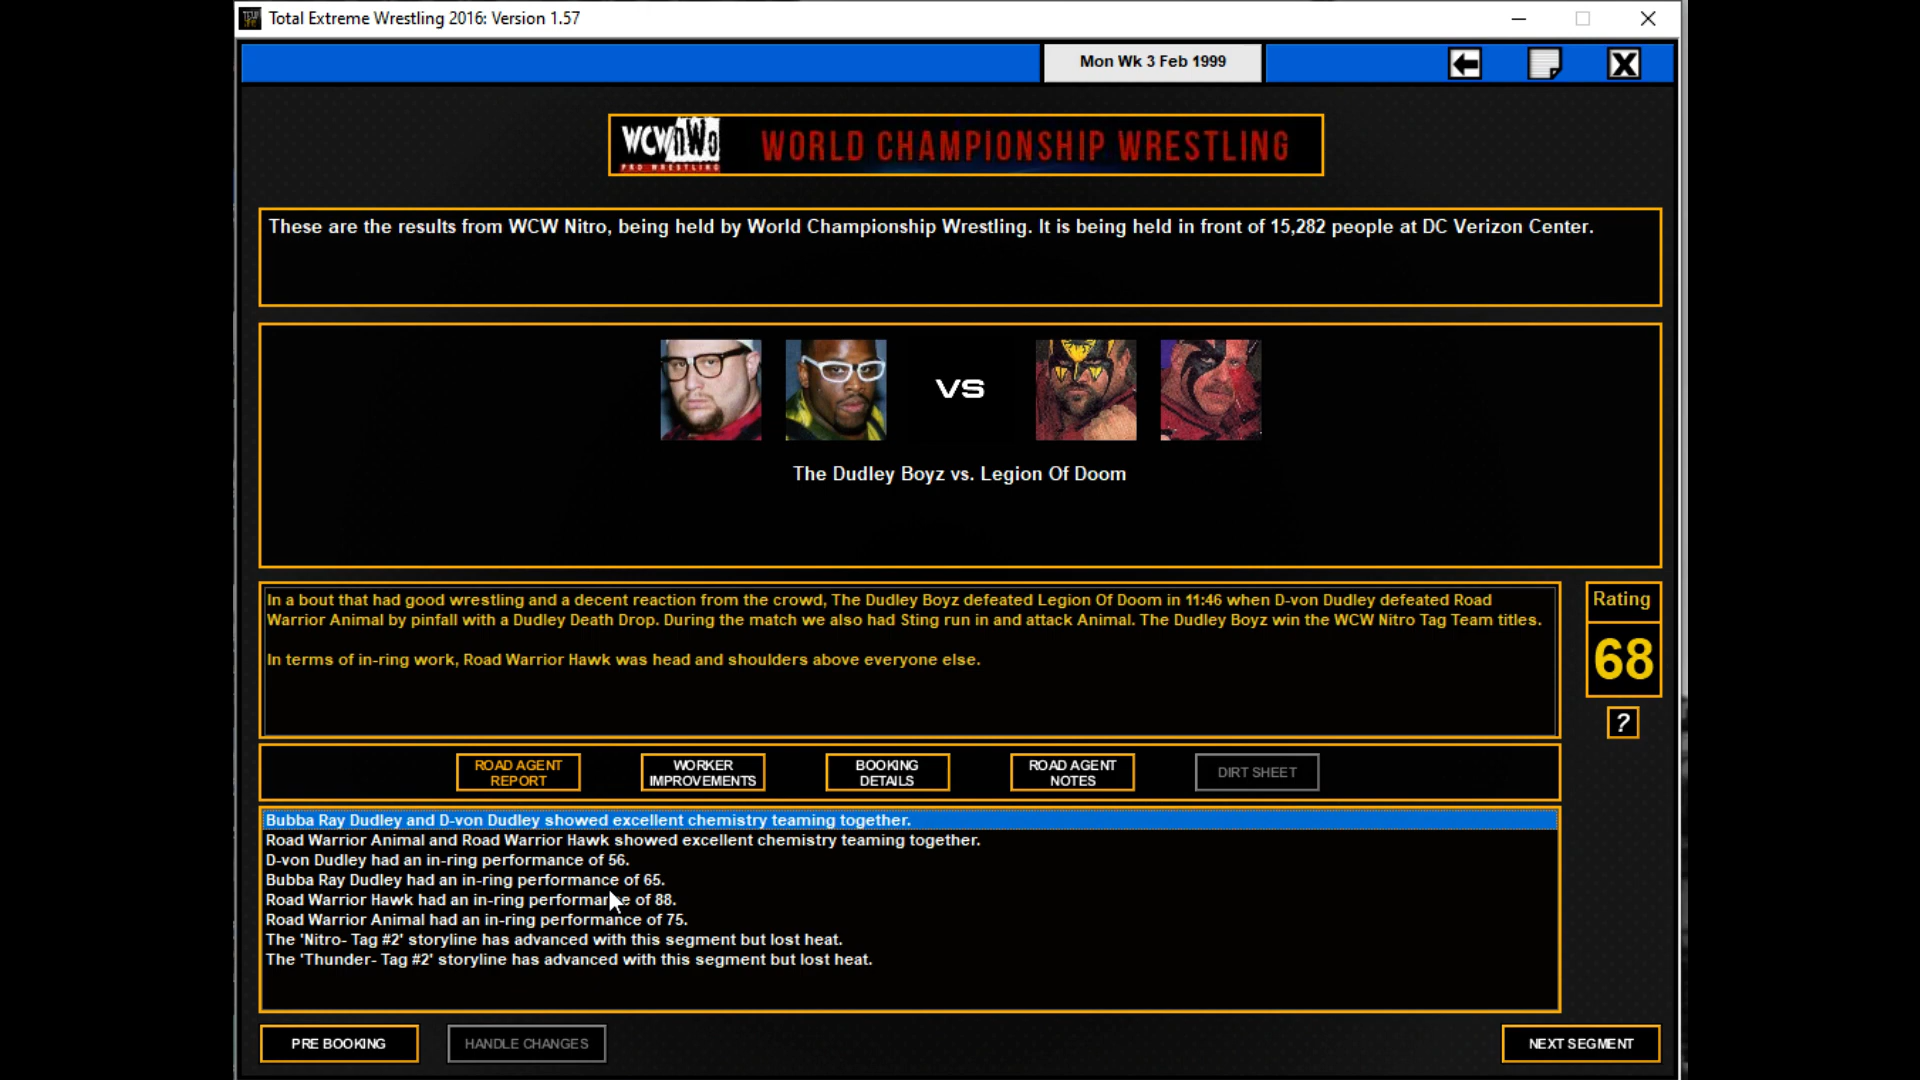 Total Extreme Wrestling 2016: Version 1.57
Mon Wk 3 Feb 1999
WCW nWo
PRO WRESTLING
WORLD CHAMPIONSHIP WRESTLING
These are the results from WCW Nitro, being held by World Championship Wrestling. It is being held in front of 15,282 people at DC Verizon Center.
VS
The Dudley Boyz vs. Legion Of Doom
In a bout that had good wrestling and a decent reaction from the crowd, The Dudley Boyz defeated Legion Of Doom in 11:46 when D-von Dudley defeated Road
Warrior Animal by pinfall with a Dudley Death Drop. During the match we also had Sting run in and attack Animal. The Dudley Boyz win the WCW Nitro Tag Team titles.
In terms of in-ring work, Road Warrior Hawk was head and shoulders above everyone else.
Rating
68
?
ROAD AGENT
REPORT
WORKER
IMPROVEMENTS
BOOKING
DETAILS
ROAD AGENT
NOTES
DIRT SHEET
Bubba Ray Dudley and D-von Dudley showed excellent chemistry teaming together.
Road Warrior Animal and Road Warrior Hawk showed excellent chemistry teaming together.
D-von Dudley had an in-ring performance of 56.
Bubba Ray Dudley had an in-ring performance of 65.
Road Warrior Hawk had an in-ring performance of 88.
Road Warrior Animal had an in-ring performance of 75.
The 'Nitro- Tag #2' storyline has advanced with this segment but lost heat.
The 'Thunder- Tag #2' storyline has advanced with this segment but lost heat.
PRE BOOKING
HANDLE CHANGES
NEXT SEGMENT